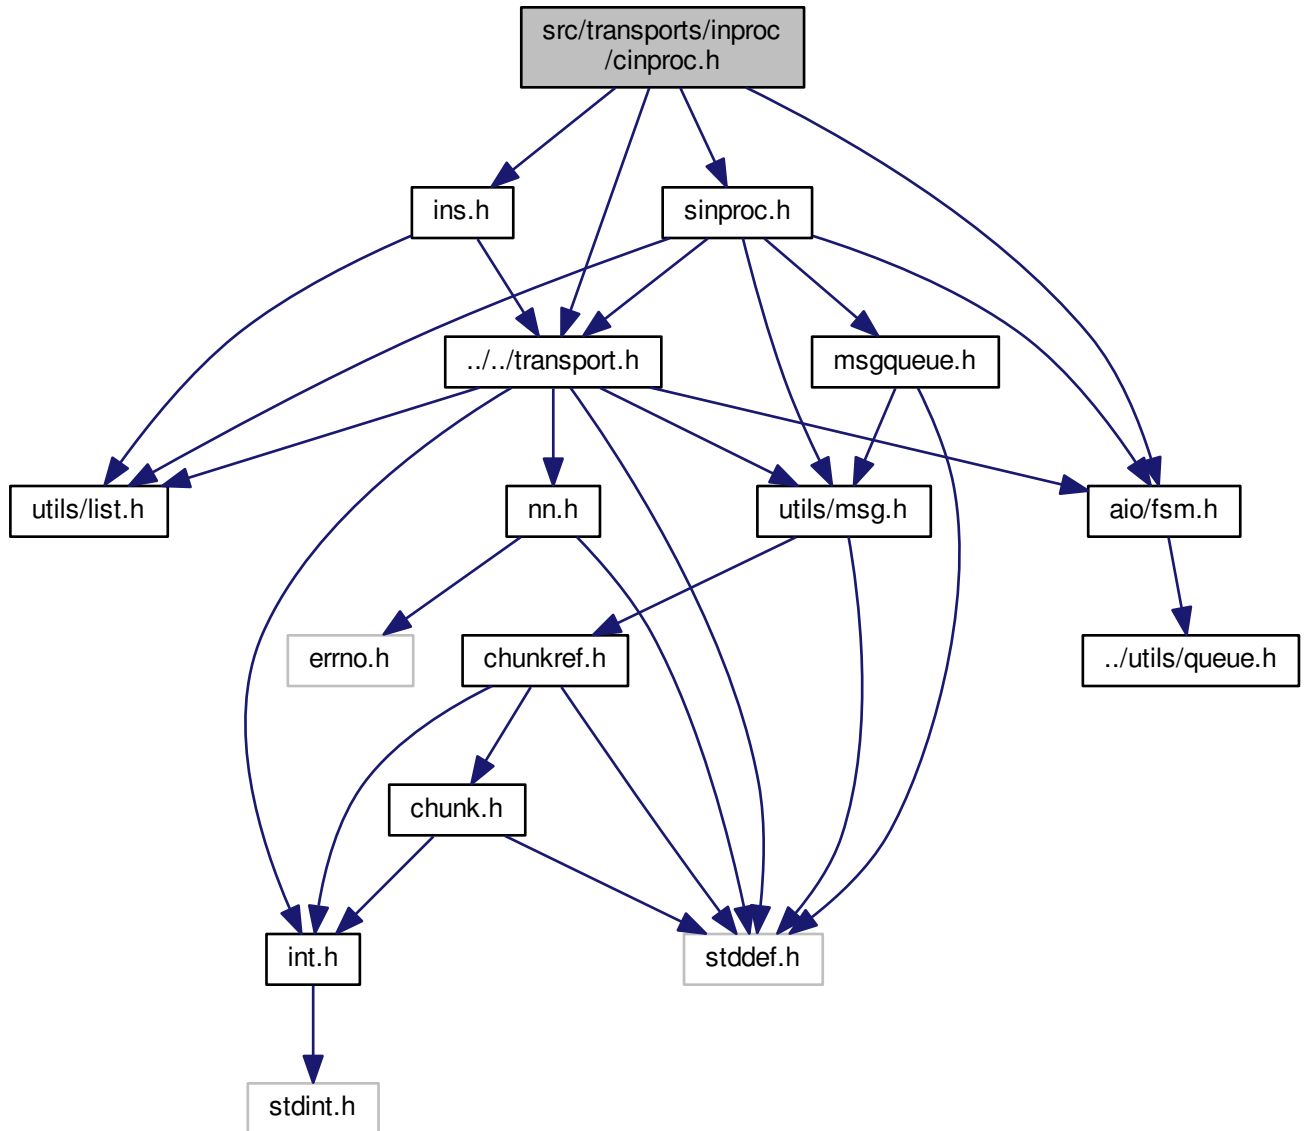 src/transports/inproc
/cinproc.h
ins.h
sinproc.h
../../transport.h
msgqueue.h
utils/list.h
nn.h
utils/msg.h
aio/fsm.h
errno.h
chunkref.h
../utils/queue.h
chunk.h
int.h
stddef.h
stdint.h